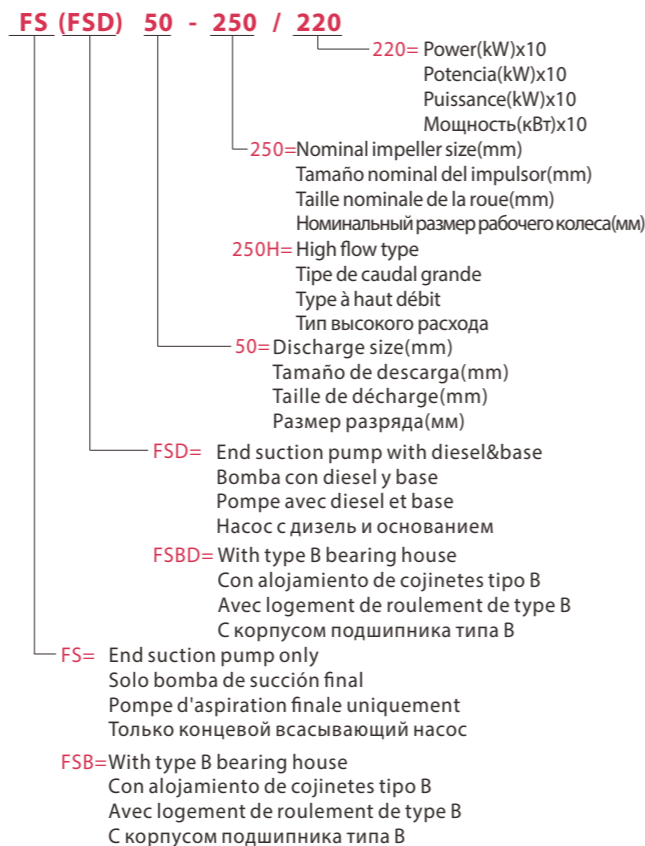 FS (FSD) 50 - 250 / 220
220= Power(kW)x10
Potencia(kW)x10
Puissance(kW)x10
Мощность(кВт)x10
250=Nominal impeller size(mm)
Tamaño nominal del impulsor(mm)
Taille nominale de la roue(mm)
Номинальный размер рабочего колеса(мм)
250H= High flow type
Tipe de caudal grande
Type à haut débit
Тип высокого расхода
50= Discharge size(mm)
Tamaño de descarga(mm)
Taille de décharge(mm)
Размер разряда(мм)
FSD= End suction pump with diesel&base
Bomba con diesel y base
Pompe avec diesel et base
Насос с дизель и основанием
FSBD= With type B bearing house
Con alojamiento de cojinetes tipo B
Avec logement de roulement de type B
С корпусом подшипника типа B
FS= End suction pump only
Solo bomba de succión final
Pompe d'aspiration finale uniquement
Только концевой всасывающий насос
FSB=With type B bearing house
Con alojamiento de cojinetes tipo B
Avec logement de roulement de type B
С корпусом подшипника типа B